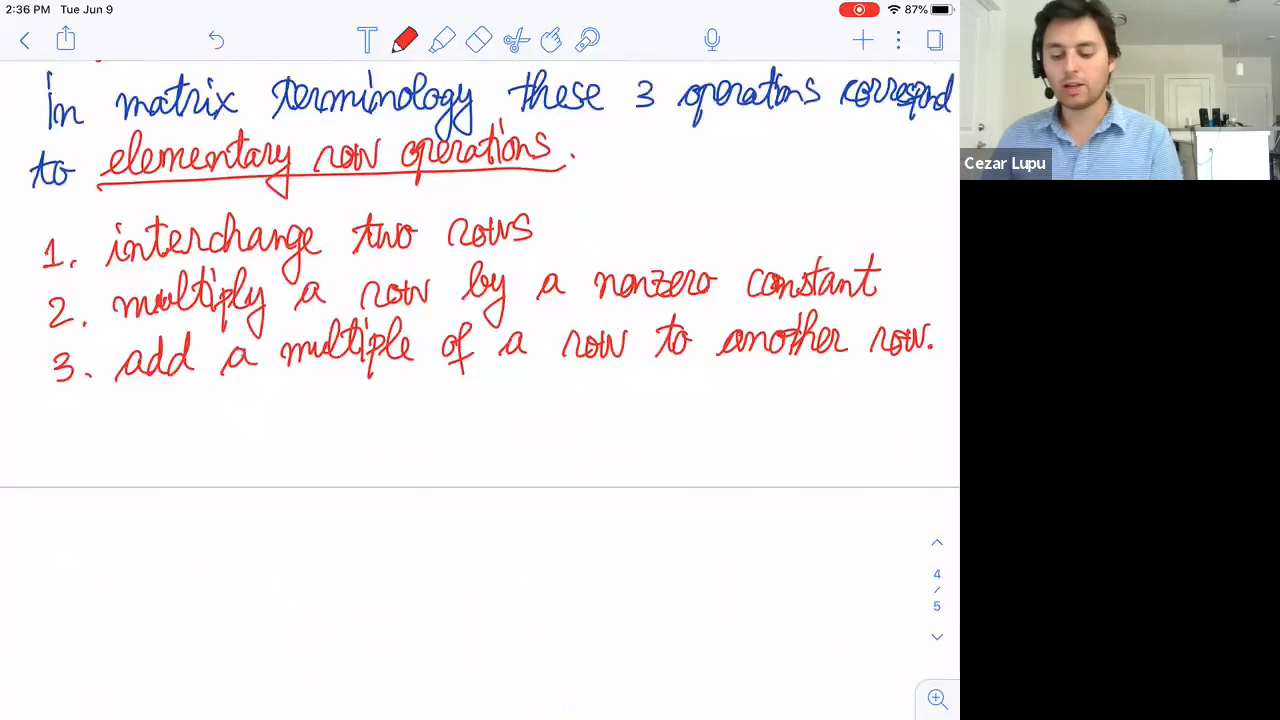 2:36 PM Tue Jun 9
87%
In matrix terminology these 3 operations correspond
to elementary row operations.
1. interchange two rows
2. multiply a row by a nonzero constant
3. add a multiple of a row to another row.
Cezar Lupu
4
/
5